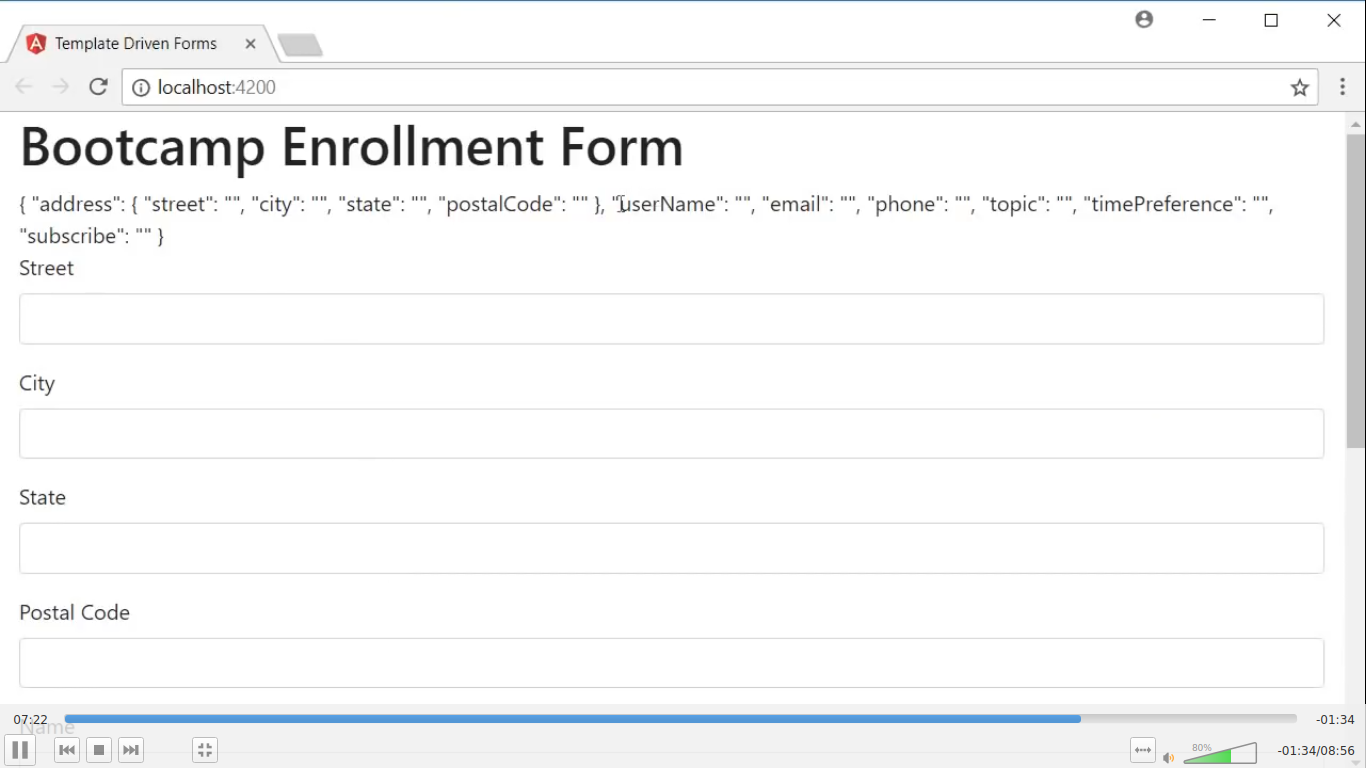 Template Driven Forms
localhost:4200
Bootcamp Enrollment Form
{ "address": { "street": "", "city": "", "state": "", "postalCode": "" }, "userName": "", "email": "", "phone": "", "topic": "", "timePreference": "",
"subscribe": "" }
Street
City
State
Postal Code
Name
07:22
-01:34
80%
-01:34/08:56